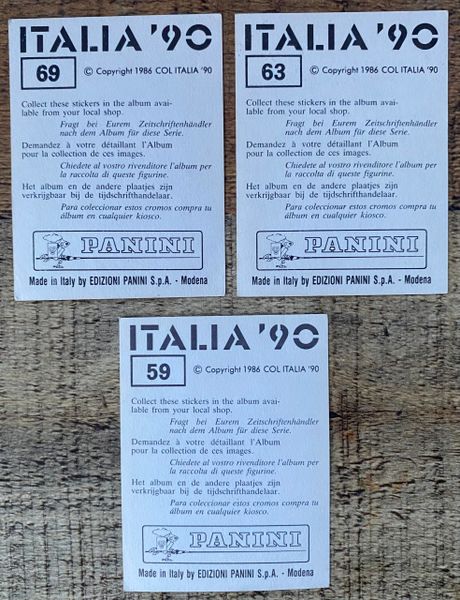 ITALIA '90
69
© Copyright 1986 COL ITALIA '90
Collect these stickers in the album avai-
lable from your local shop.
Fragt bei Eurem Zeitschriftenhändler
nach dem Album für diese Serie.
Demandez à votre détaillant l'Album
pour la collection de ces images.
Chiedete al vostro rivenditore l'album per
la raccolta di queste figurine.
Het album en de andere plaatjes zijn
verkrijgbaar bij de tijdschrifthandelaar.
Para coleccionar estos cromos compra tu
álbum en cualquier kiosco.
PANINI
Made in Italy by EDIZIONI PANINI S.p.A. - Modena
ITALIA '90
63
© Copyright 1986 COL ITALIA '90
Collect these stickers in the album avai-
lable from your local shop.
Fragt bei Eurem Zeitschriftenhändler
nach dem Album für diese Serie.
Demandez à votre détaillant l'Album
pour la collection de ces images.
Chiedete al vostro rivenditore l'album per
la raccolta di queste figurine.
Het album en de andere plaatjes zijn
verkrijgbaar bij de tijdschrifthandelaar.
Para coleccionar estos cromos compra tu
álbum en cualquier kiosco.
PANINI
Made in Italy by EDIZIONI PANINI S.p.A. - Modena
ITALIA '90
59
© Copyright 1986 COL ITALIA '90
Collect these stickers in the album avai-
lable from your local shop.
Fragt bei Eurem Zeitschriftenhändler
nach dem Album für diese Serie.
Demandez à votre détaillant l'Album
pour la collection de ces images.
Chiedete al vostro rivenditore l'album per
la raccolta di queste figurine.
Het album en de andere plaatjes zijn
verkrijgbaar bij de tijdschrifthandelaar.
Para coleccionar estos cromos compra tu
álbum en cualquier kiosco.
PANINI
Made in Italy by EDIZIONI PANINI S.p.A. - Modena